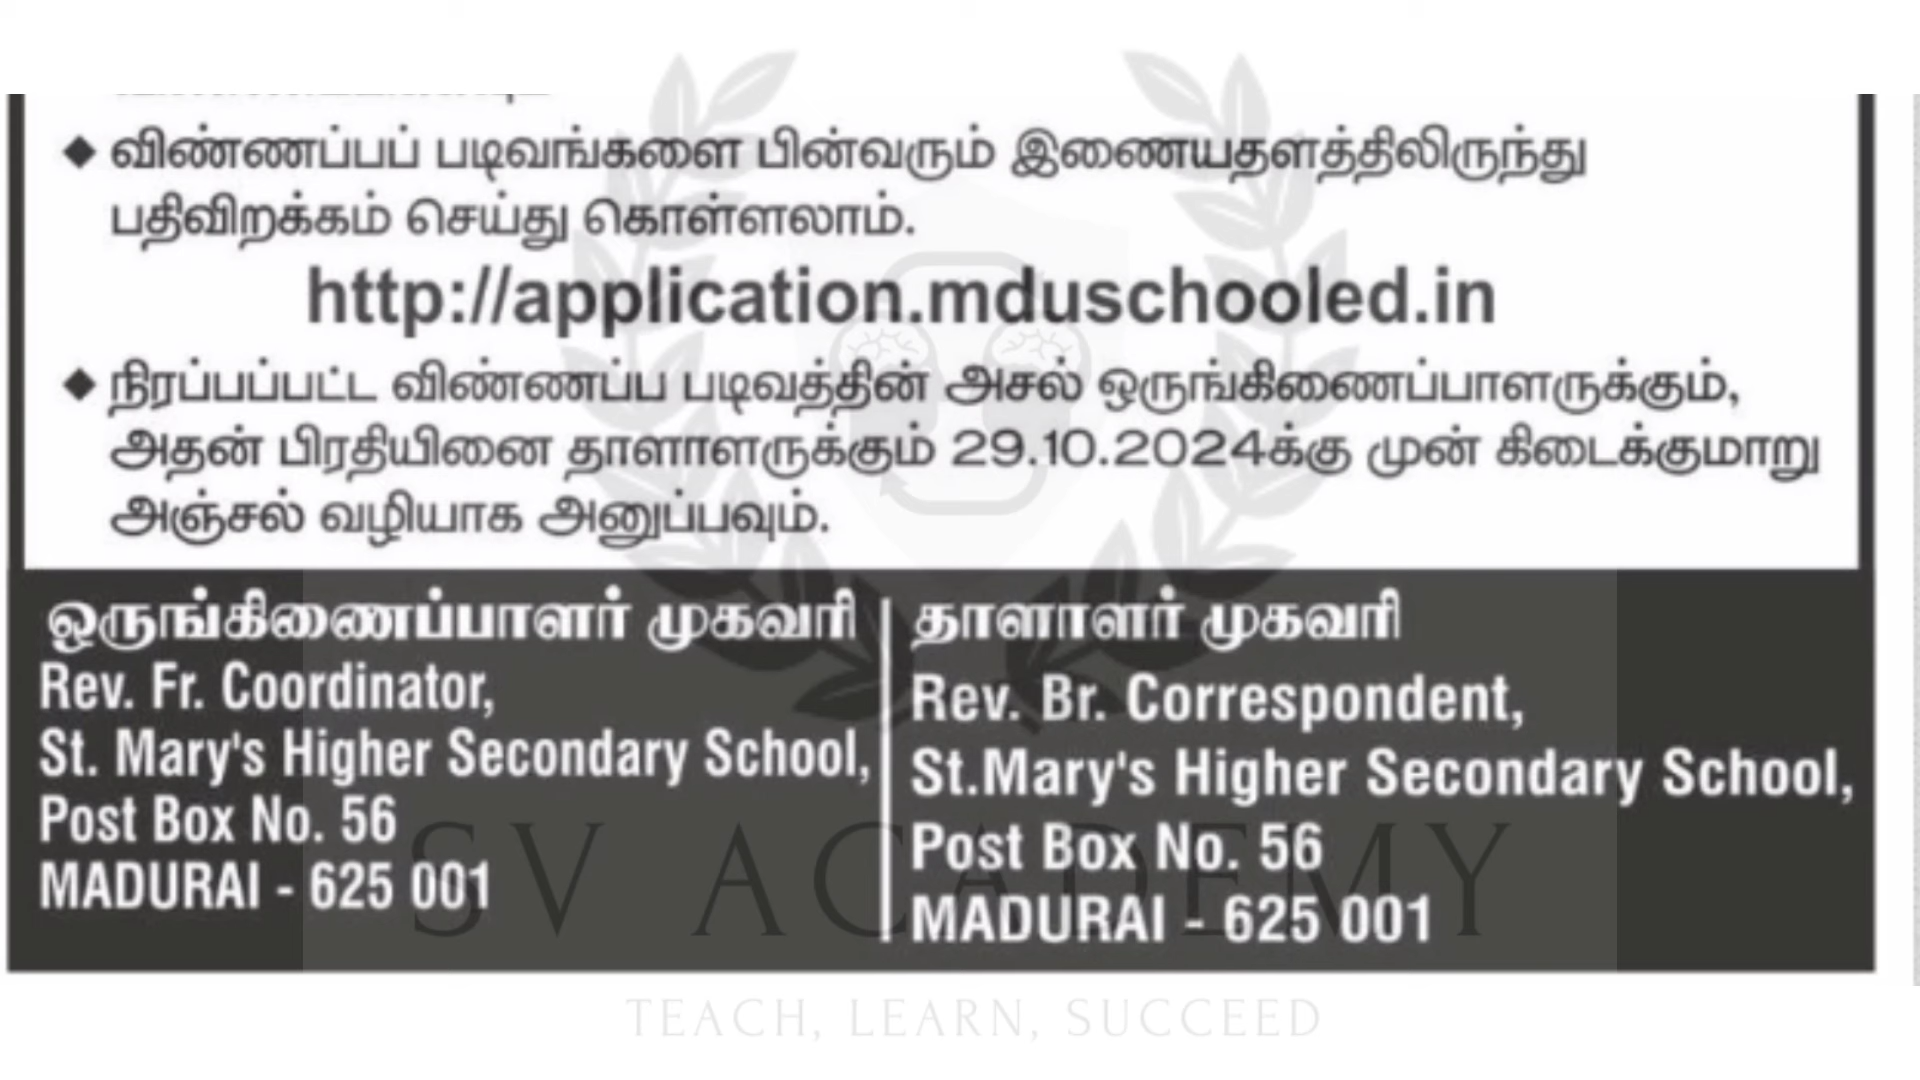 ◆ விண்ணப்பப் படிவங்களை பின்வரும் இணையதளத்திலிருந்து
பதிவிறக்கம் செய்து கொள்ளலாம்.
http://application.mduschooled.in
◆ நிரப்பப்பட்ட விண்ணப்ப படிவத்தின் அசல் ஒருங்கிணைப்பாளருக்கும்,
அதன் பிரதியினை தாளாளருக்கும் 29.10.2024க்கு முன் கிடைக்குமாறு
அஞ்சல் வழியாக அனுப்பவும்.
ஒருங்கிணைப்பாளர் முகவரி
Rev. Fr. Coordinator,
St. Mary's Higher Secondary School,
Post Box No. 56
MADURAI - 625 001
தாளாளர் முகவரி
Rev. Br. Correspondent,
St.Mary's Higher Secondary School,
Post Box No. 56
MADURAI - 625 001
SV ACADEMY
TEACH, LEARN, SUCCEED